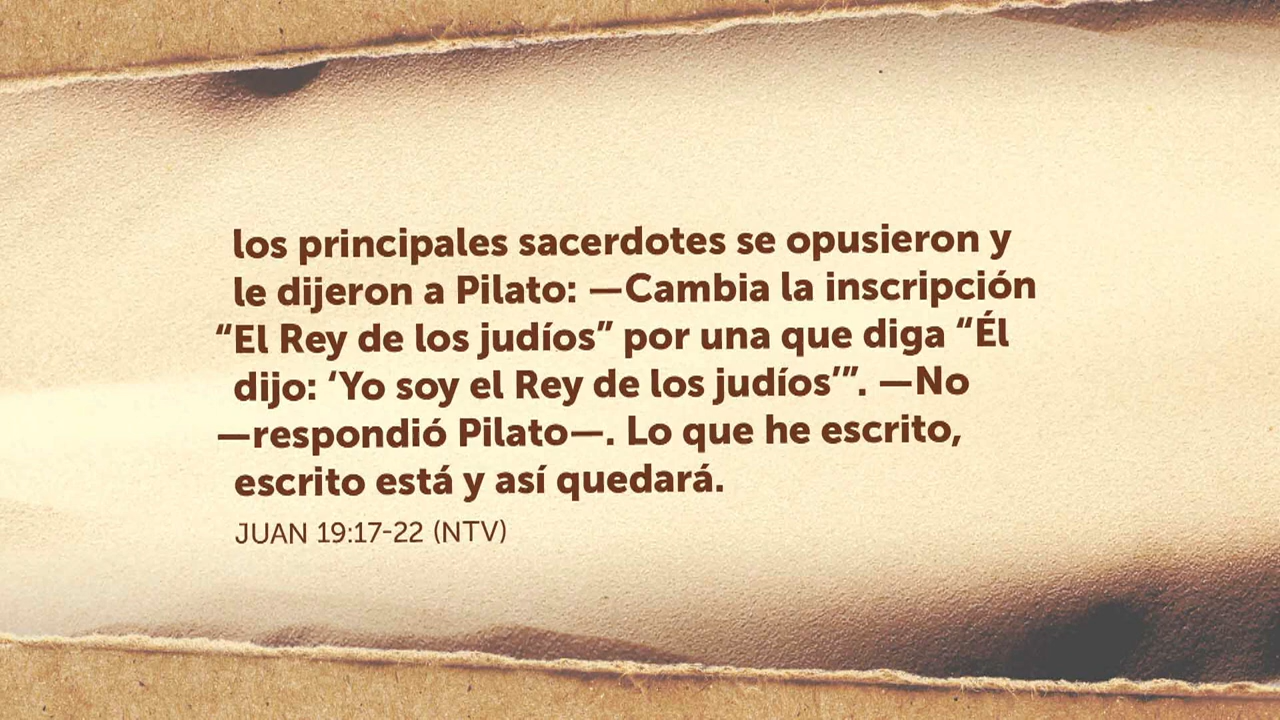 los principales sacerdotes se opusieron y
le dijeron a Pilato: —Cambia la inscripción
“El Rey de los judíos” por una que diga “Él
dijo: ‘Yo soy el Rey de los judíos’”. —No
—respondió Pilato—. Lo que he escrito,
escrito está y así quedará.
JUAN 19:17-22 (NTV)